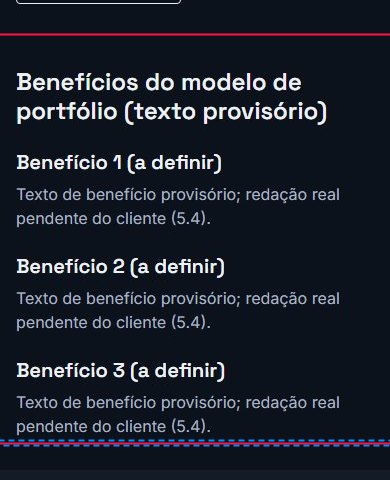 Benefícios do modelo de
portfólio (texto provisório)
Benefício 1 (a definir)
Texto de benefício provisório; redação real
pendente do cliente (5.4).
Benefício 2 (a definir)
Texto de benefício provisório; redação real
pendente do cliente (5.4).
Benefício 3 (a definir)
Texto de benefício provisório; redação real
pendente do cliente (5.4).